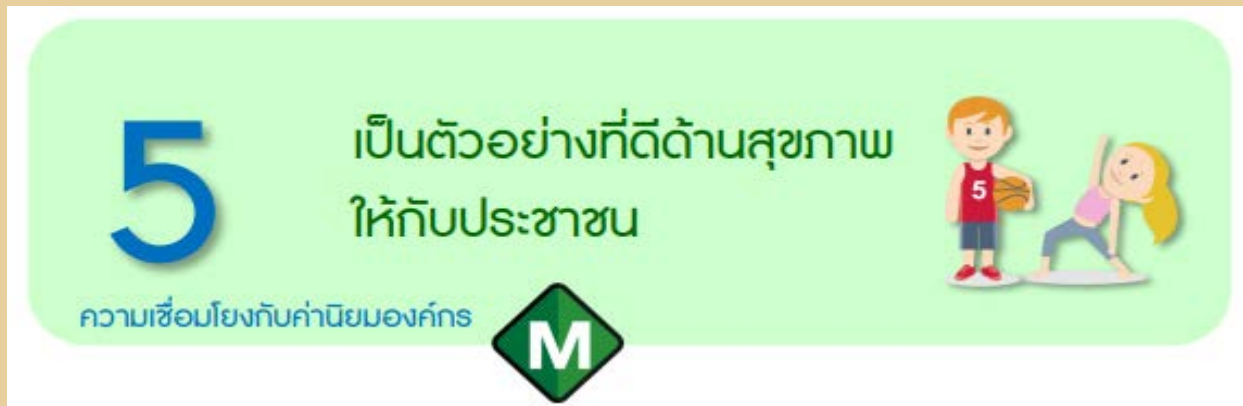 5
เป็นตัวอย่างที่ดีด้านสุขภาพ
ให้กับประชาชน
5
ความเชื่อมโยงกับค่านิยมองค์กร
M